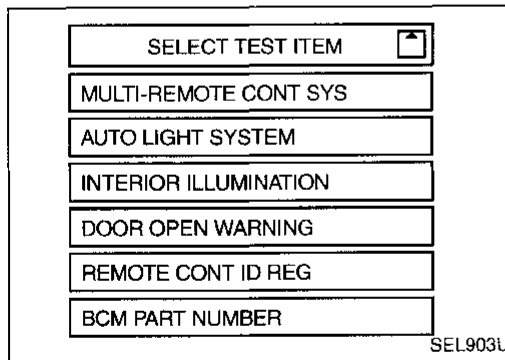 SELECT TEST ITEM
MULTI-REMOTE CONT SYS
AUTO LIGHT SYSTEM
INTERIOR ILLUMINATION
DOOR OPEN WARNING
REMOTE CONT ID REG
BCM PART NUMBER
SEL903U